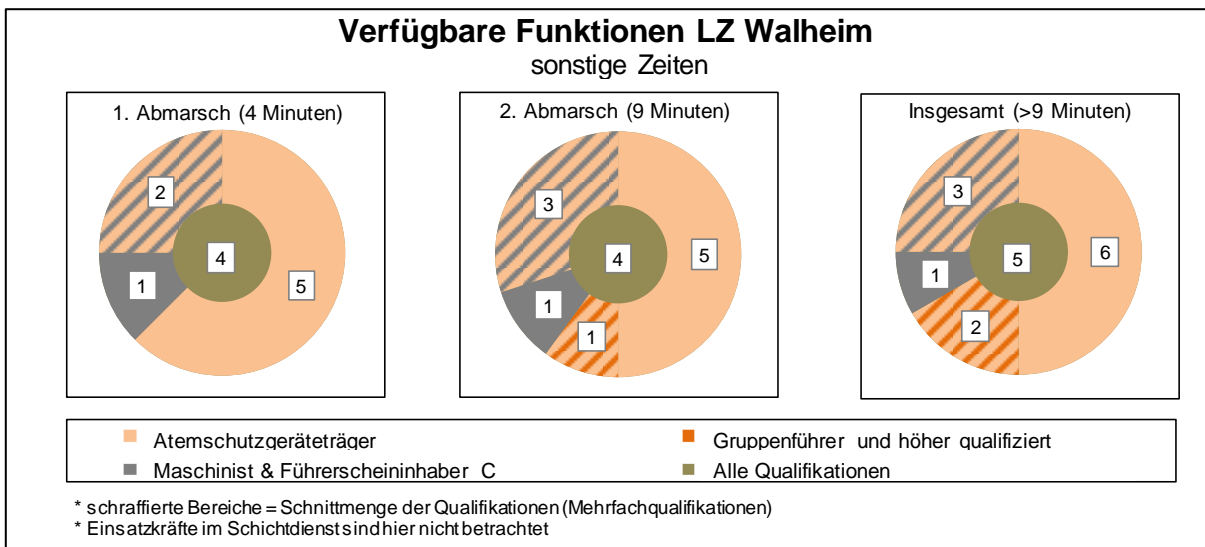 Verfügbare Funktionen LZ Walheim
sonstige Zeiten
1. Abmarsch (4 Minuten)
2
4
1
5
2. Abmarsch (9 Minuten)
3
4
5
1
1
Insgesamt (>9 Minuten)
3
5
6
1
2
Atemschutzgeräteträger
Gruppenführer und höher qualifiziert
Maschinist & Führerscheininhaber C
Alle Qualifikationen
* schraffierte Bereiche = Schnittmenge der Qualifikationen (Mehrfachqualifikationen)
* Einsatzkräfte im Schichtdienst sind hier nicht betrachtet